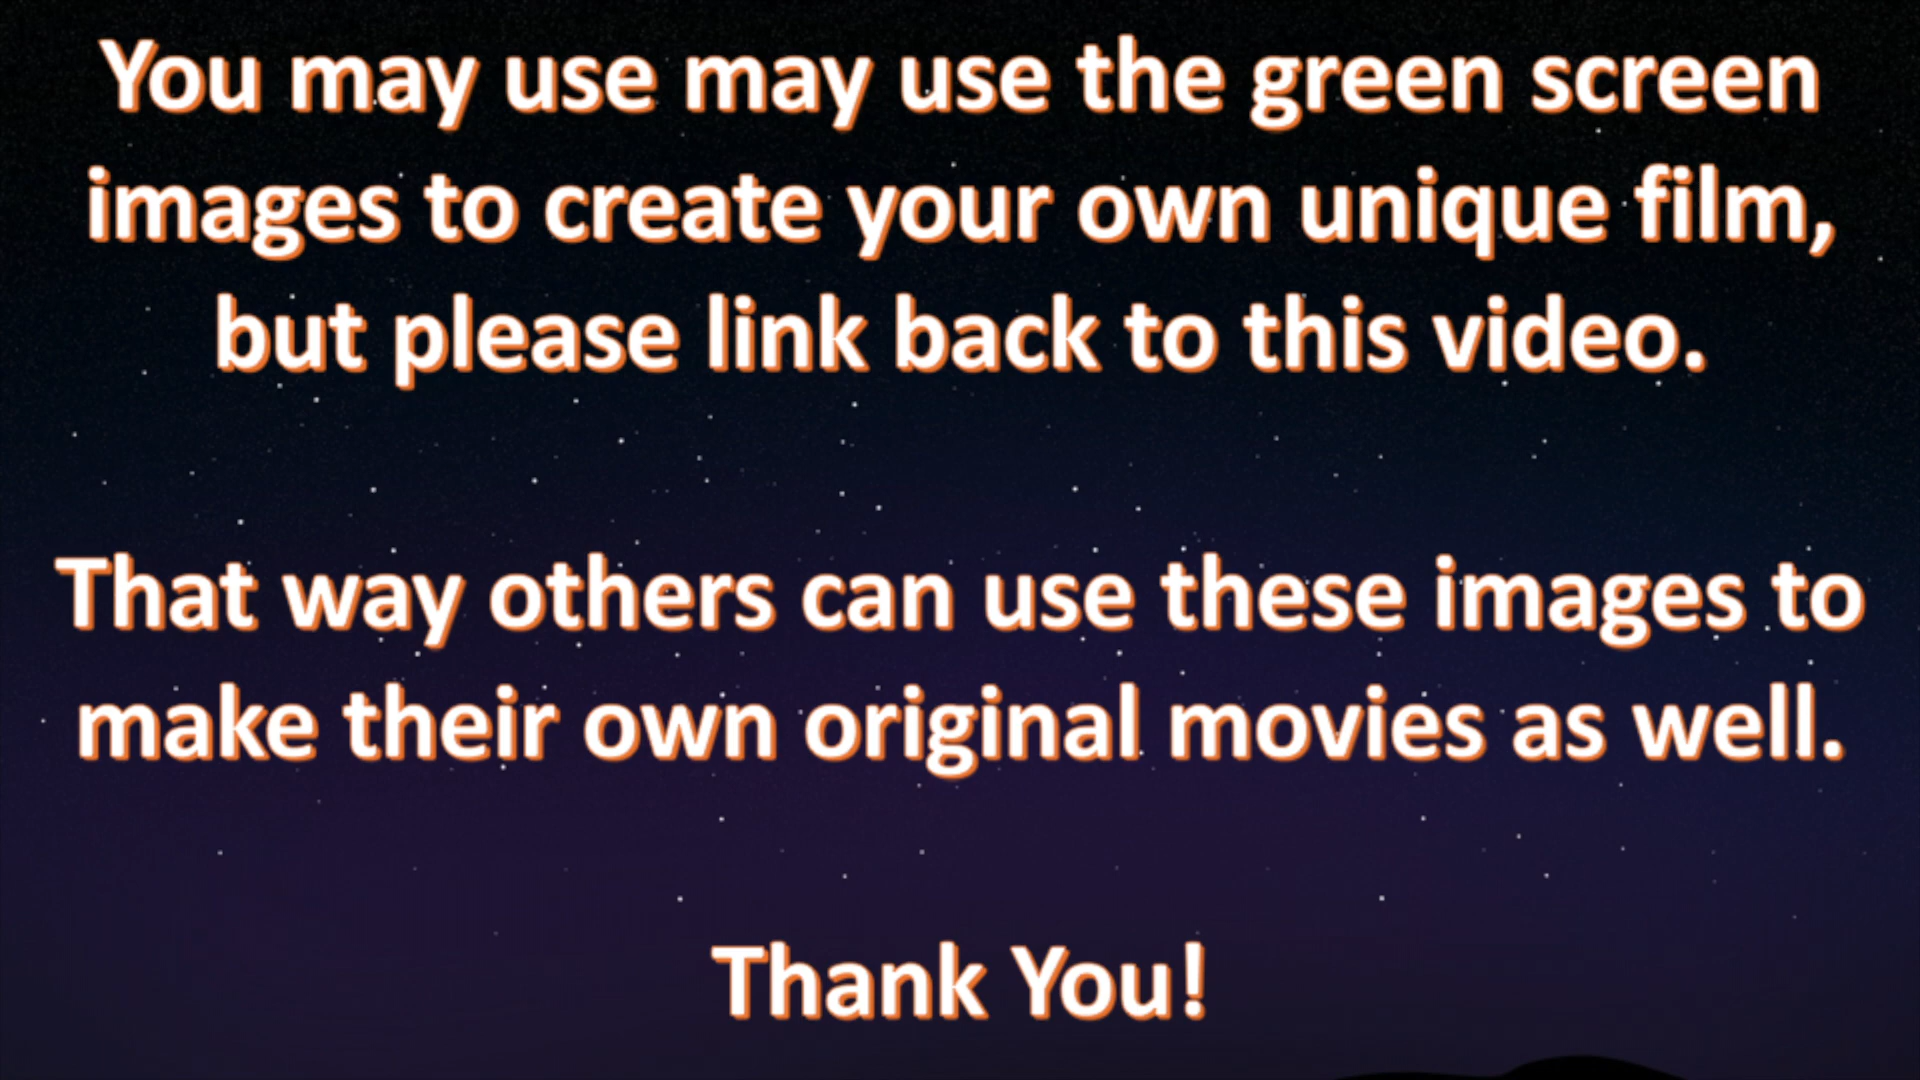 You may use may use the green screen
images to create your own unique film,
but please link back to this video.
That way others can use these images to
make their own original movies as well.
Thank You!